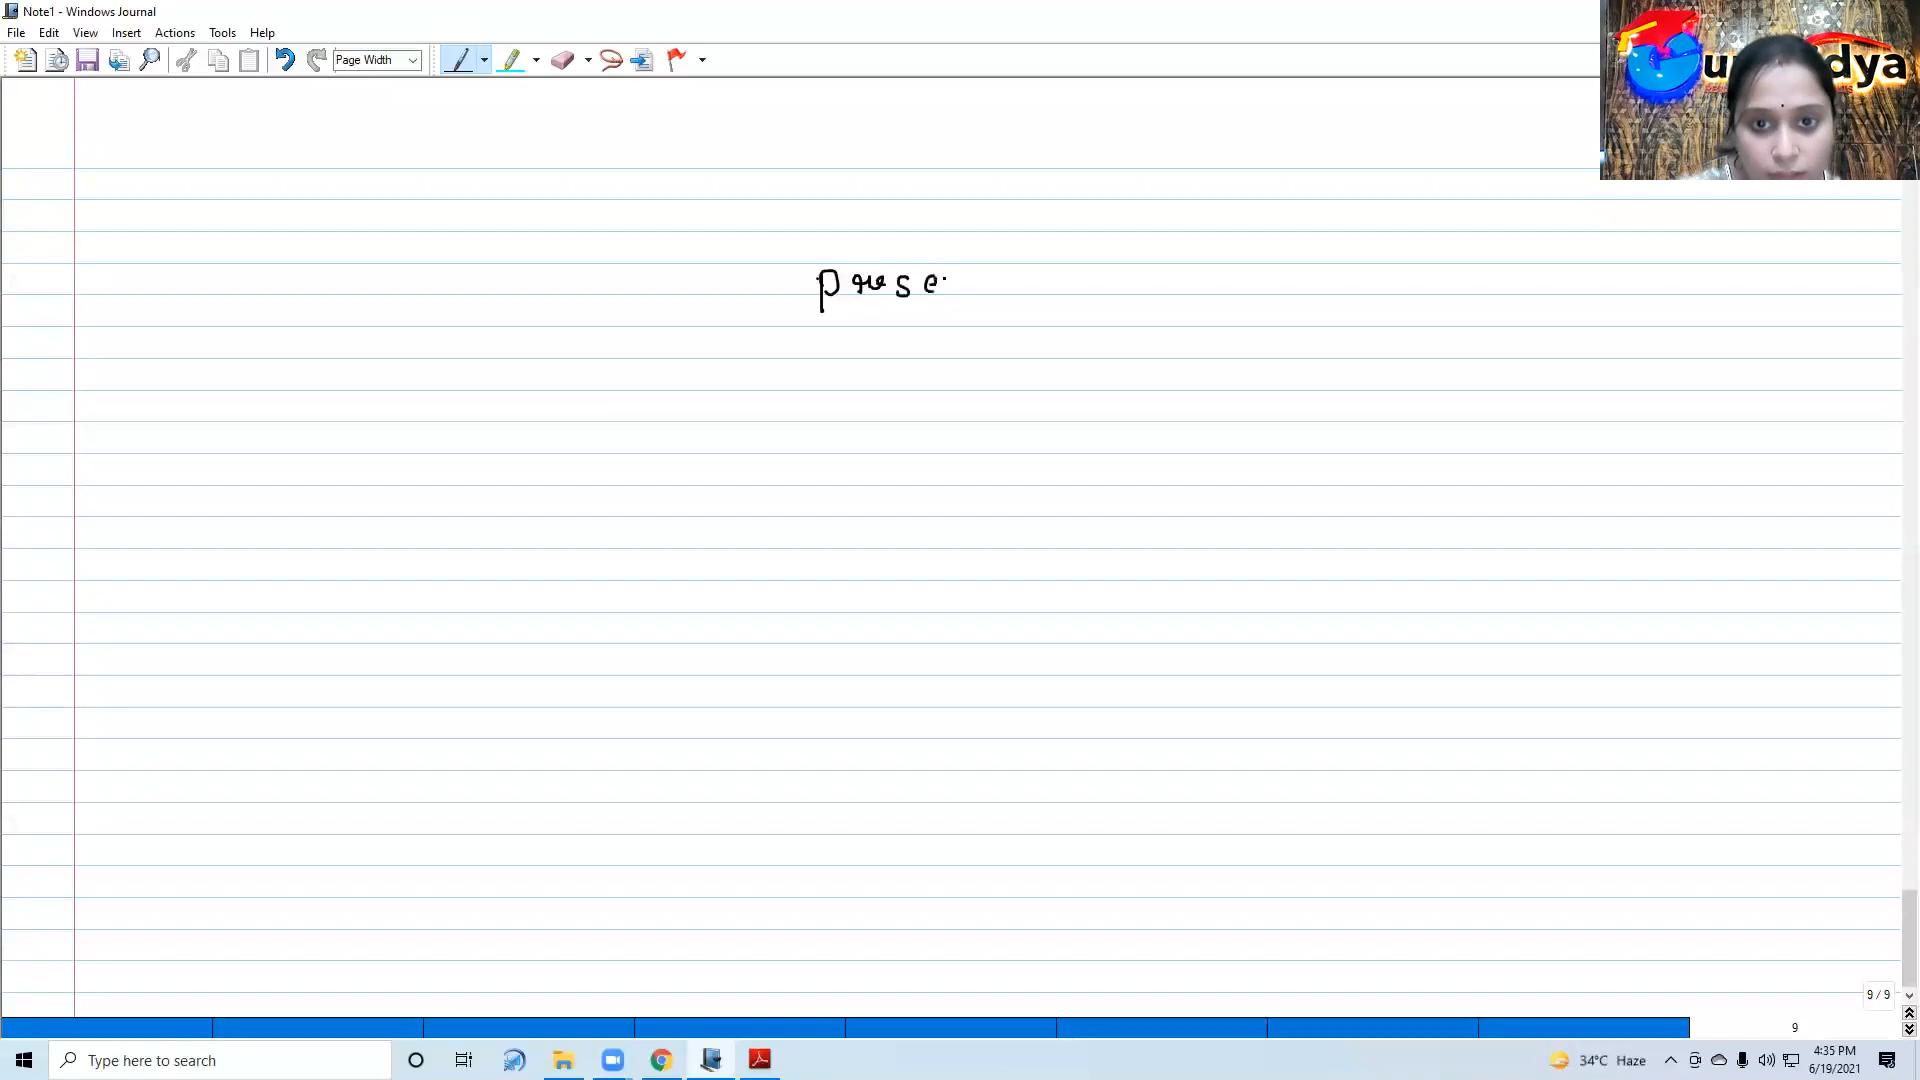 Note1 - Windows Journal
File Edit View Insert Actions Tools Help
Page Width
dya
prese
9 / 9
9
Type here to search
34°C Haze
4:35 PM
6/19/2021